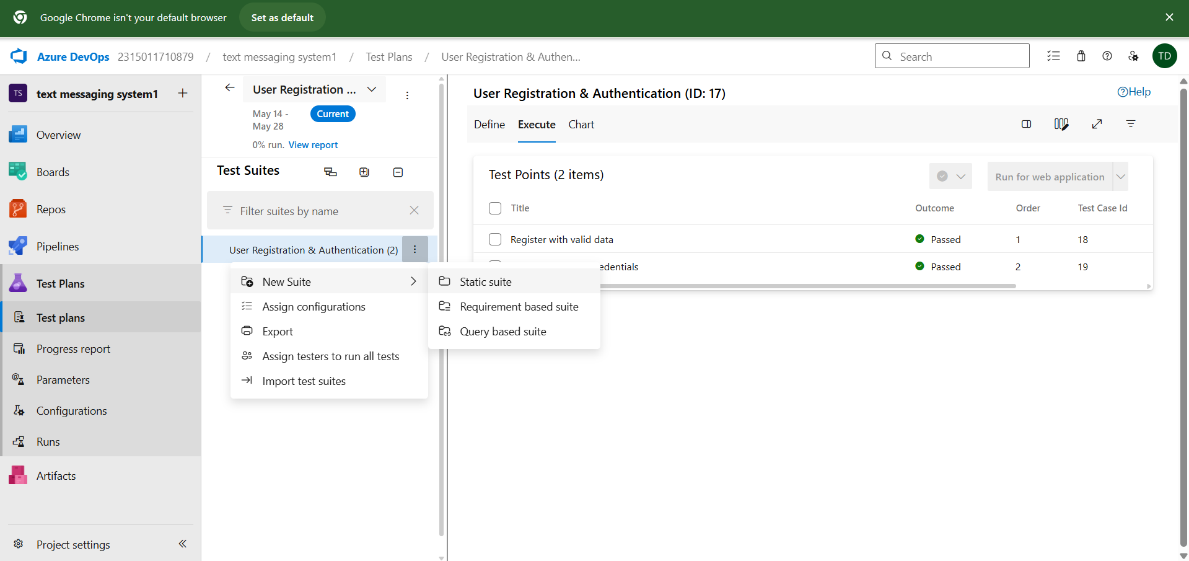 Google Chrome isn't your default browser Set as default
Azure DevOps 2315011710879 / text messaging system1 / Test Plans / User Registration & Authen... Search TD
TS text messaging system1
Overview
Boards
Repos
Pipelines
Test Plans
Test plans
Progress report
Parameters
Configurations
Runs
Artifacts
Project settings
User Registration ...
May 14 -
May 28
Current
0% run. View report
Test Suites
Filter suites by name
User Registration & Authentication (2)
New Suite
Assign configurations
Export
Assign testers to run all tests
Import test suites
Static suite
Requirement based suite
Query based suite
User Registration & Authentication (ID: 17) Help
Define Execute Chart
Test Points (2 items) Run for web application
Title Outcome Order Test Case Id
Register with valid data Passed 1 18
edentials Passed 2 19